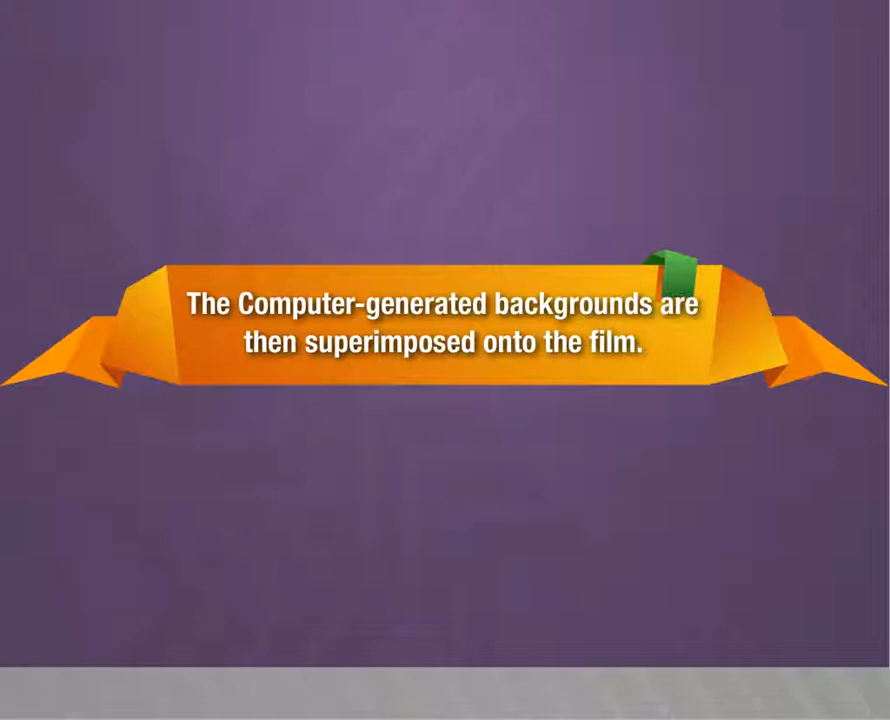 The Computer-generated backgrounds are
then superimposed onto the film.